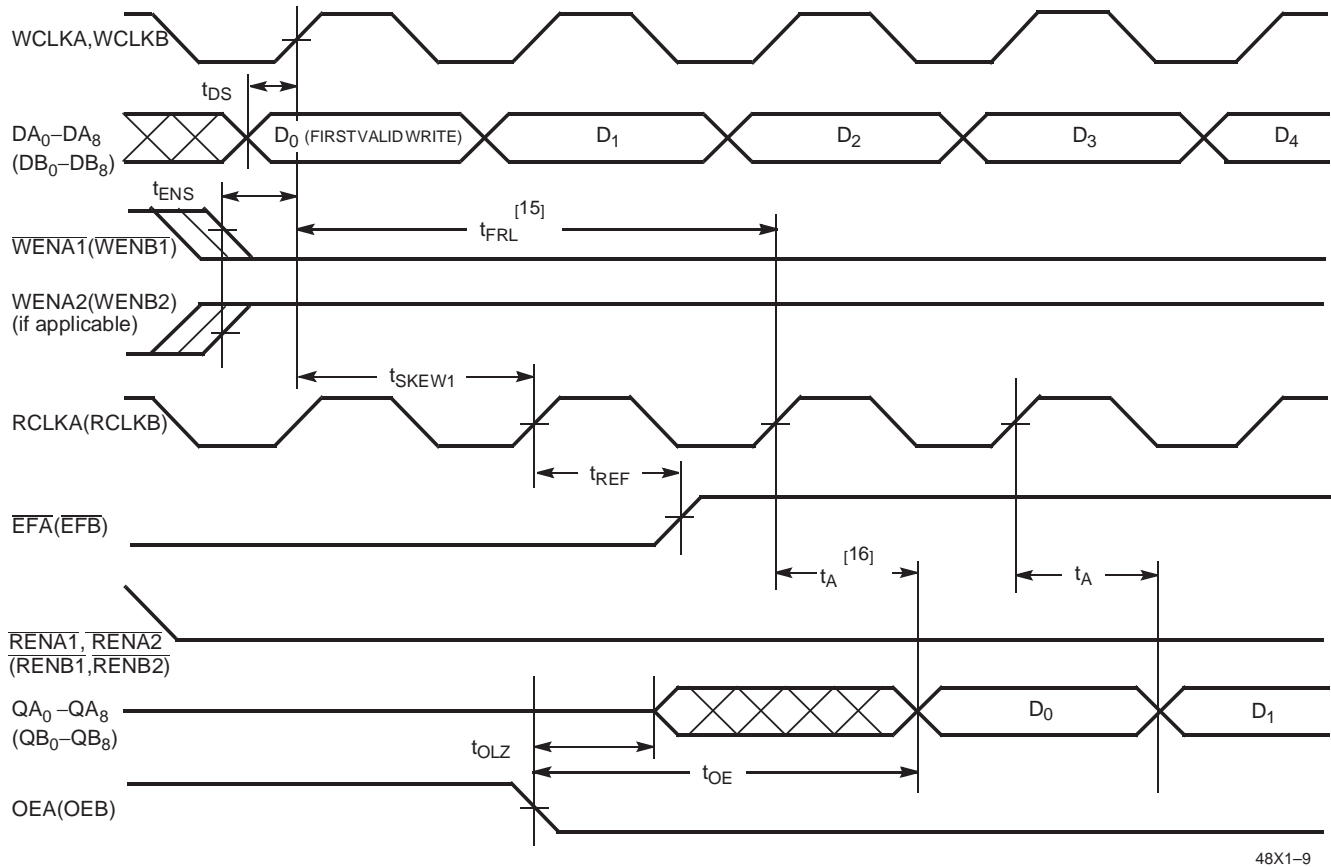 WCLKA,WCLKB
tDS
DA0–DA8
(DB0–DB8)
D0 (FIRST VALID WRITE)
D1
D2
D3
D4
tENS
WENA1(WENB1)
[15]
tFRL
WENA2(WENB2)
(if applicable)
tSKEW1
RCLKA(RCLKB)
tREF
EFA(EFB)
[16]
tA
tA
RENA1, RENA2
(RENB1,RENB2)
QA0–QA8
(QB0–QB8)
D0
D1
tOLZ
tOE
OEA(OEB)
48X1–9